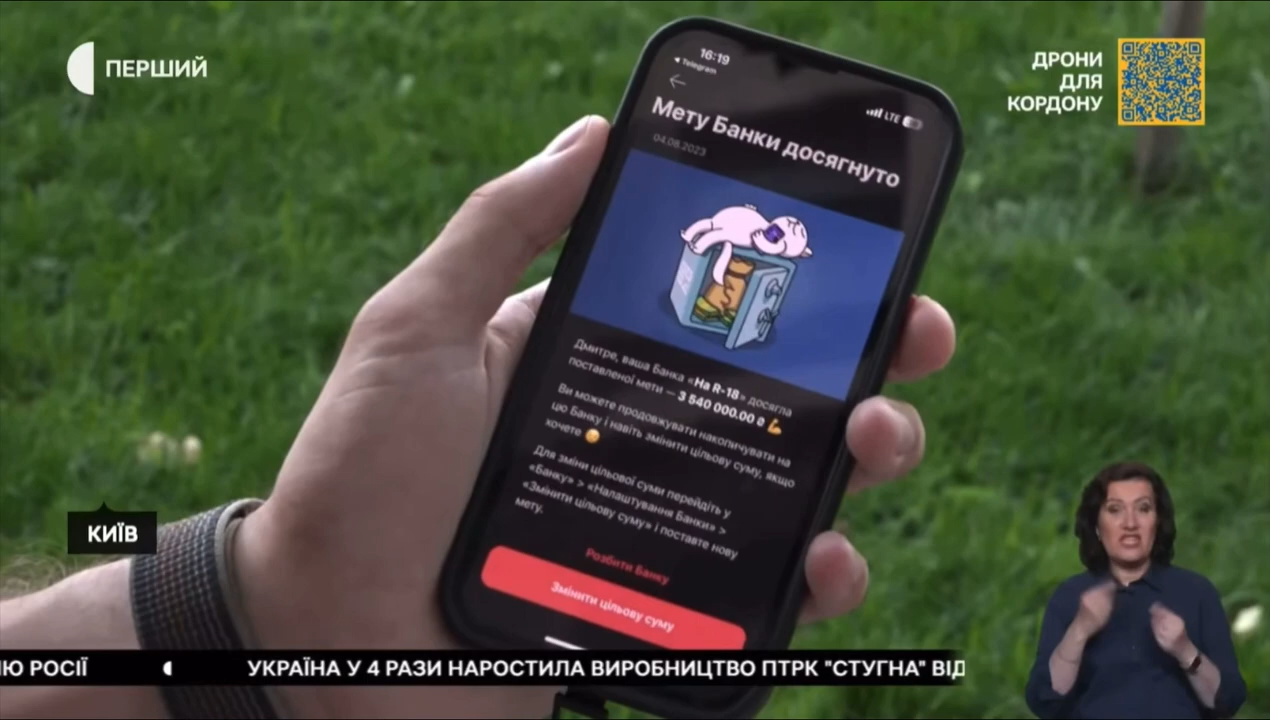 ПЕРШИЙ
ДРОНИ
ДЛЯ
КОРДОНУ
16:19
Telegram
LTE
Мету Банки досягнуто
04.08.2023
Дмитре, ваша Банка «На R-18» досягла
поставленої мети — 3 540 000.00 ₴ 💪
Ви можете продовжувати накопичувати на
цю Банку і навіть змінити цільову суму, якщо
хочете 😊
Для зміни цільової суми перейдіть у
«Банку» > «Налаштування Банки» >
«Змінити цільову суму» і поставте нову
мету.
Розбити Банку
Змінити цільову суму
КИЇВ
Ю РОСІЇ
УКРАЇНА У 4 РАЗИ НАРОСТИЛА ВИРОБНИЦТВО ПТРК "СТУГНА" ВІД